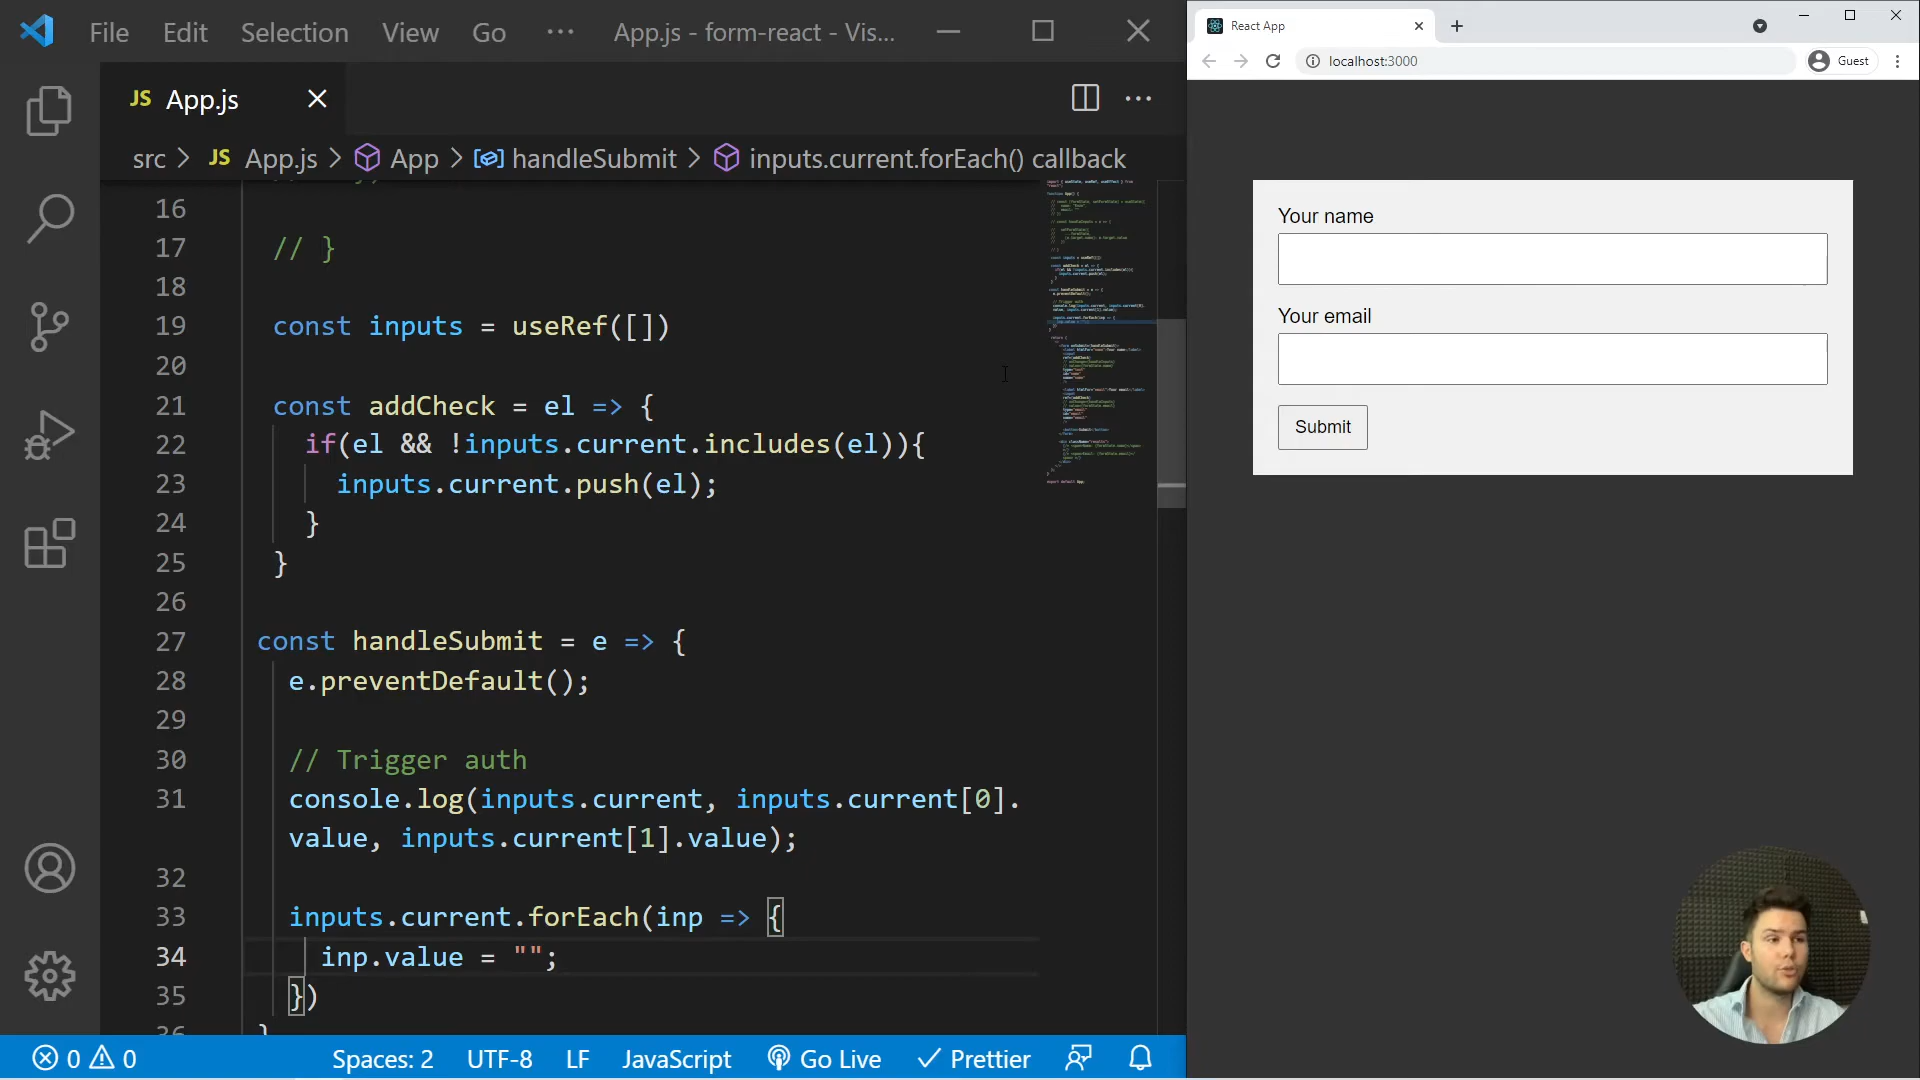 File Edit Selection View Go ··· App.js - form-react - Vis...
JS App.js
src > JS App.js > App > handleSubmit > inputs.current.forEach() callback
16
17 // }
18
19 const inputs = useRef([])
20
21 const addCheck = el => {
22 if(el && !inputs.current.includes(el)){
23 inputs.current.push(el);
24 }
25 }
26
27 const handleSubmit = e => {
28 e.preventDefault();
29
30 // Trigger auth
31 console.log(inputs.current, inputs.current[0].
value, inputs.current[1].value);
32
33 inputs.current.forEach(inp => {
34 inp.value = "";
35 })
36 }
0 0 Spaces: 2 UTF-8 LF JavaScript Go Live Prettier
React App
localhost:3000 Guest
Your name
Your email
Submit